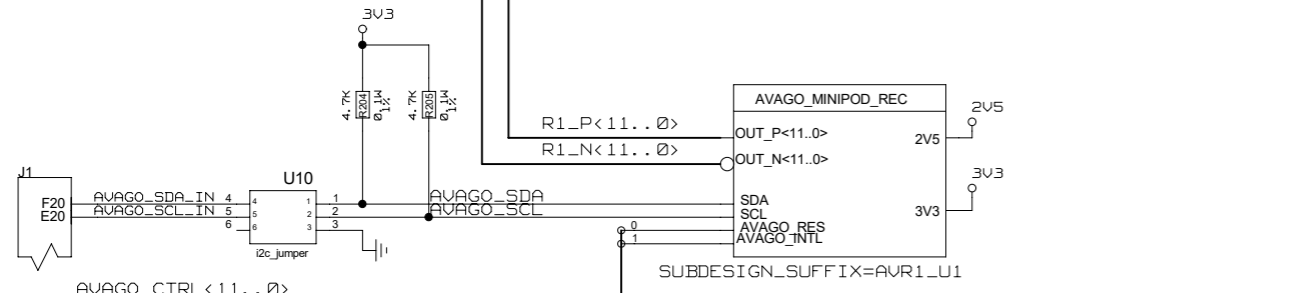 3V3
4.7K R204 0.1W 1%
4.7K R205 0.1W 1%
AVAGO_MINIPOD_REC
2V5
R1_P<11..0>
OUT_P<11..0>
2V5
R1_N<11..0>
OUT_N<11..0>
3V3
J1
U10
F20 AVAGO_SDA_IN 4 4 1 1 AVAGO_SDA SDA
E20 AVAGO_SCL_IN 5 5 2 2 AVAGO_SCL SCL
3V3
6 6 3 3
0 AVAGO_RES
1 AVAGO_INTL
i2c_jumper
SUBDESIGN_SUFFIX=AVR1_U1
AVAGO_CTRL<11..0>